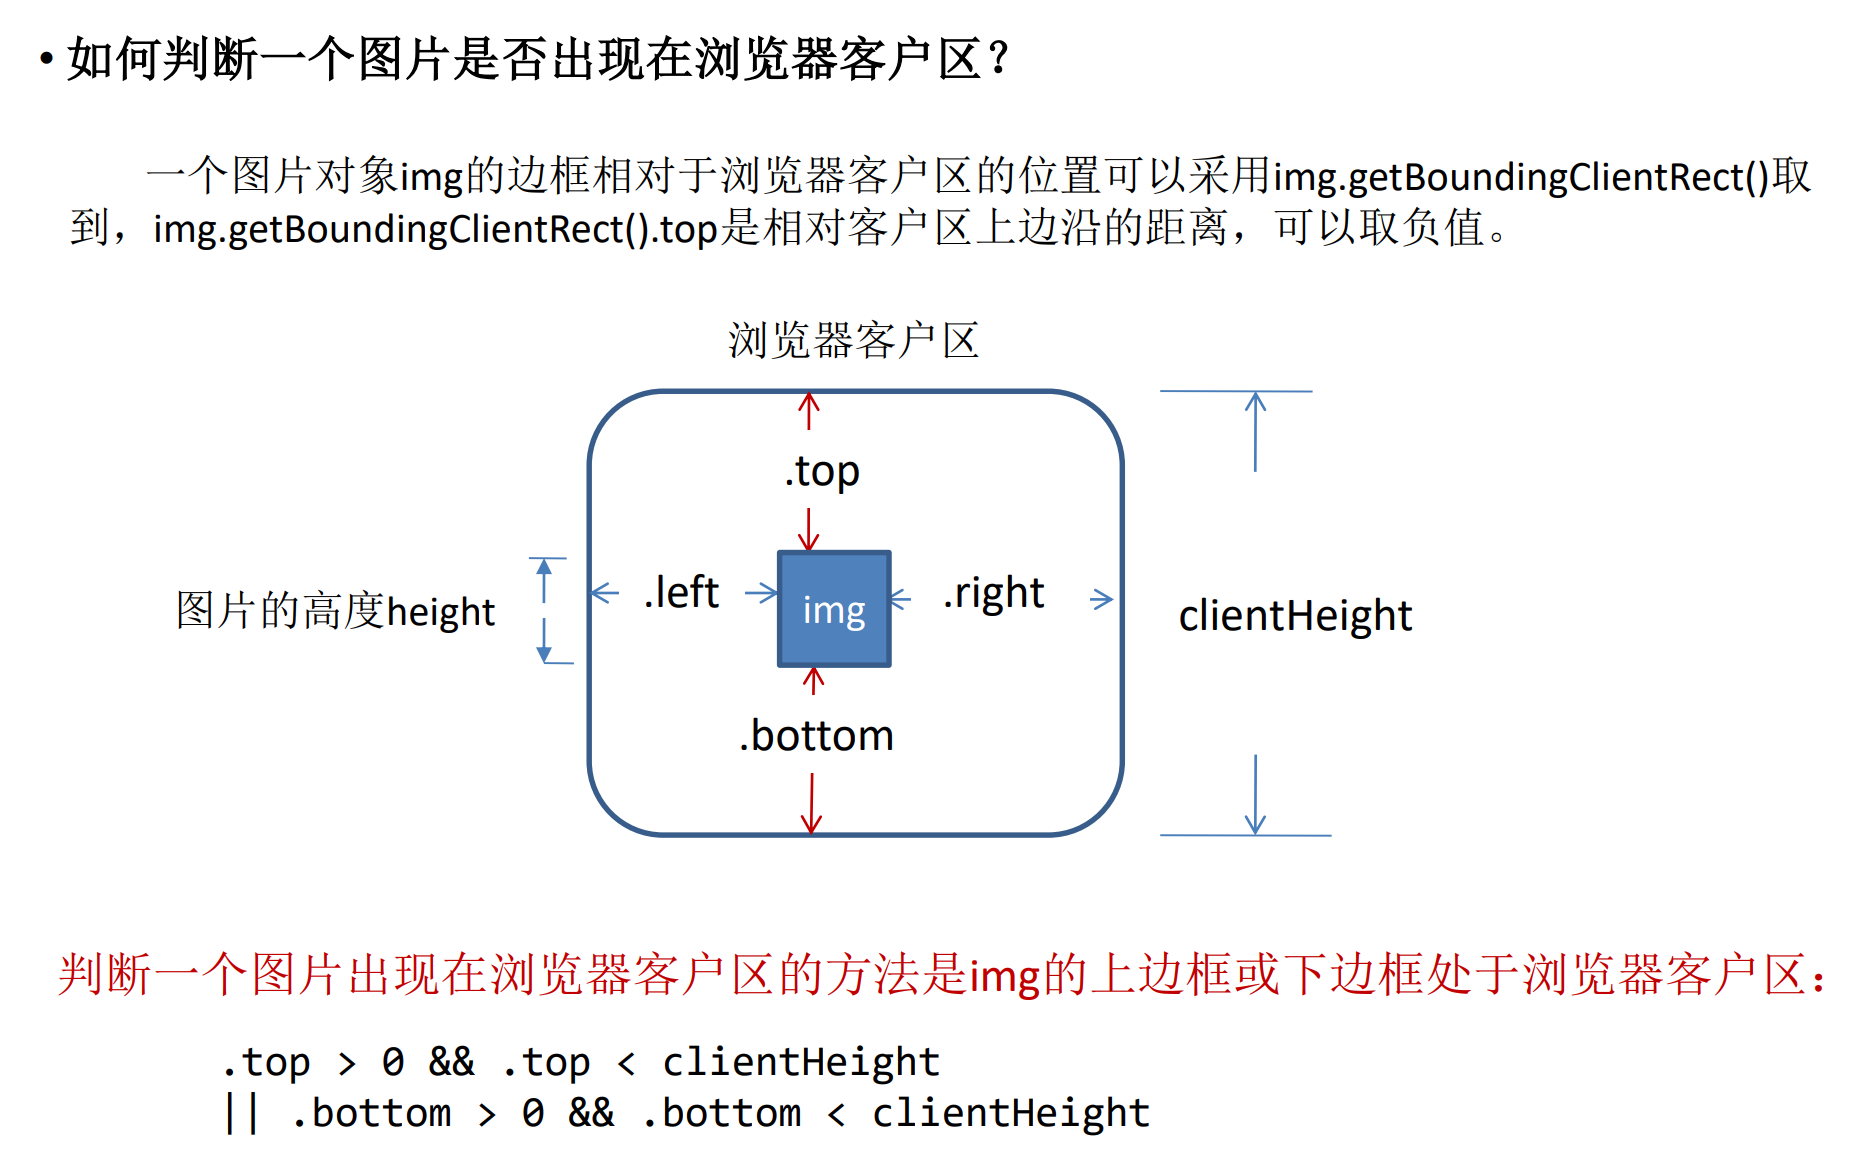 • 如何判断一个图片是否出现在浏览器客户区？
一个图片对象img的边框相对于浏览器客户区的位置可以采用img.getBoundingClientRect()取
到，img.getBoundingClientRect().top是相对客户区上边沿的距离，可以取负值。
浏览器客户区
.top
.left
.right
img
图片的高度height
clientHeight
.bottom
判断一个图片出现在浏览器客户区的方法是img的上边框或下边框处于浏览器客户区：
.top > 0 && .top < clientHeight
|| .bottom > 0 && .bottom < clientHeight